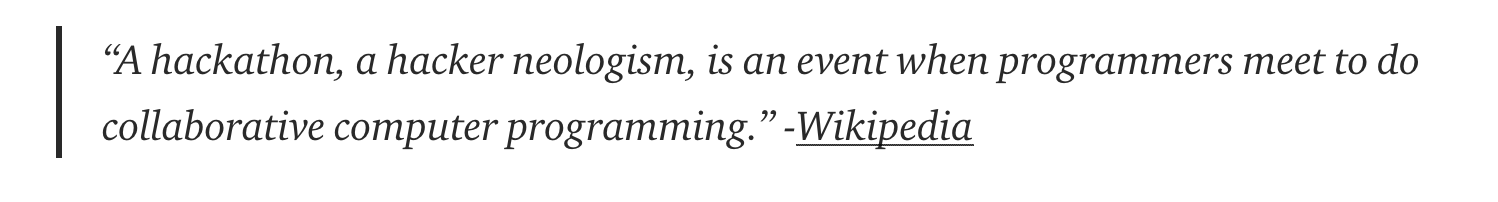 “A hackathon, a hacker neologism, is an event when programmers meet to do
collaborative computer programming.” -Wikipedia